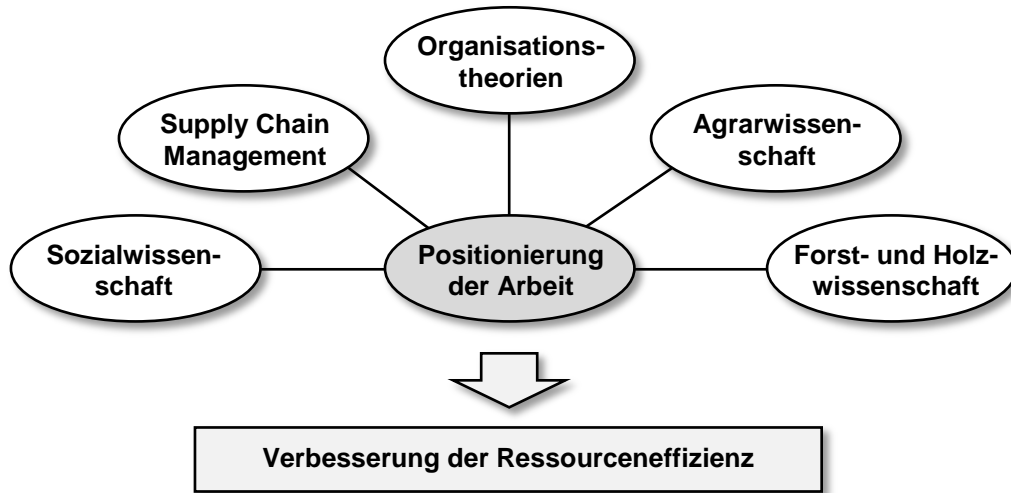 Organisations-
theorien
Supply Chain
Management
Agrarwissen-
schaft
Sozialwissen-
schaft
Positionierung
der Arbeit
Forst- und Holz-
wissenschaft
Verbesserung der Ressourceneffizienz